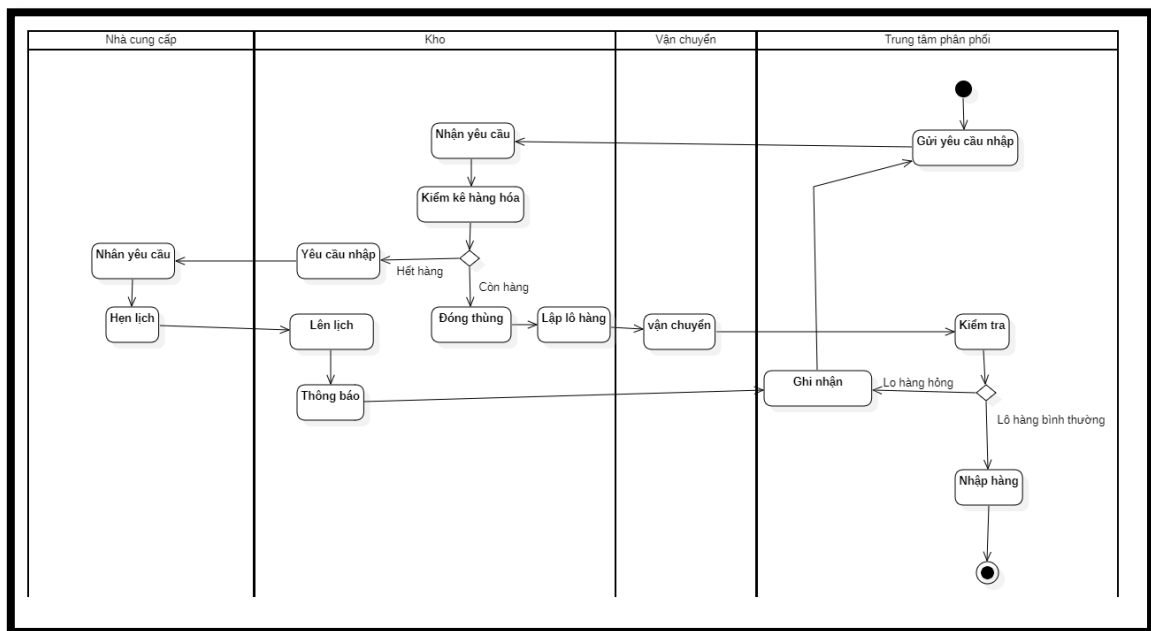 Nhà cung cấp
Kho
Vận chuyển
Trung tâm phân phối
Nhận yêu cầu
Gửi yêu cầu nhập
Kiểm kê hàng hóa
Nhân yêu cầu
Yêu cầu nhập
Hết hàng
Còn hàng
Hẹn lịch
Lên lịch
Đóng thùng
Lập lô hàng
vận chuyển
Kiểm tra
Thông báo
Ghi nhận
Lo hàng hỏng
Lô hàng bình thường
Nhập hàng